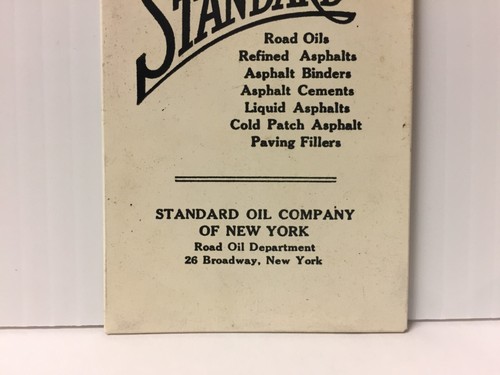 STANDARD
Road Oils
Refined Asphalts
Asphalt Binders
Asphalt Cements
Liquid Asphalts
Cold Patch Asphalt
Paving Fillers
STANDARD OIL COMPANY
OF NEW YORK
Road Oil Department
26 Broadway, New York